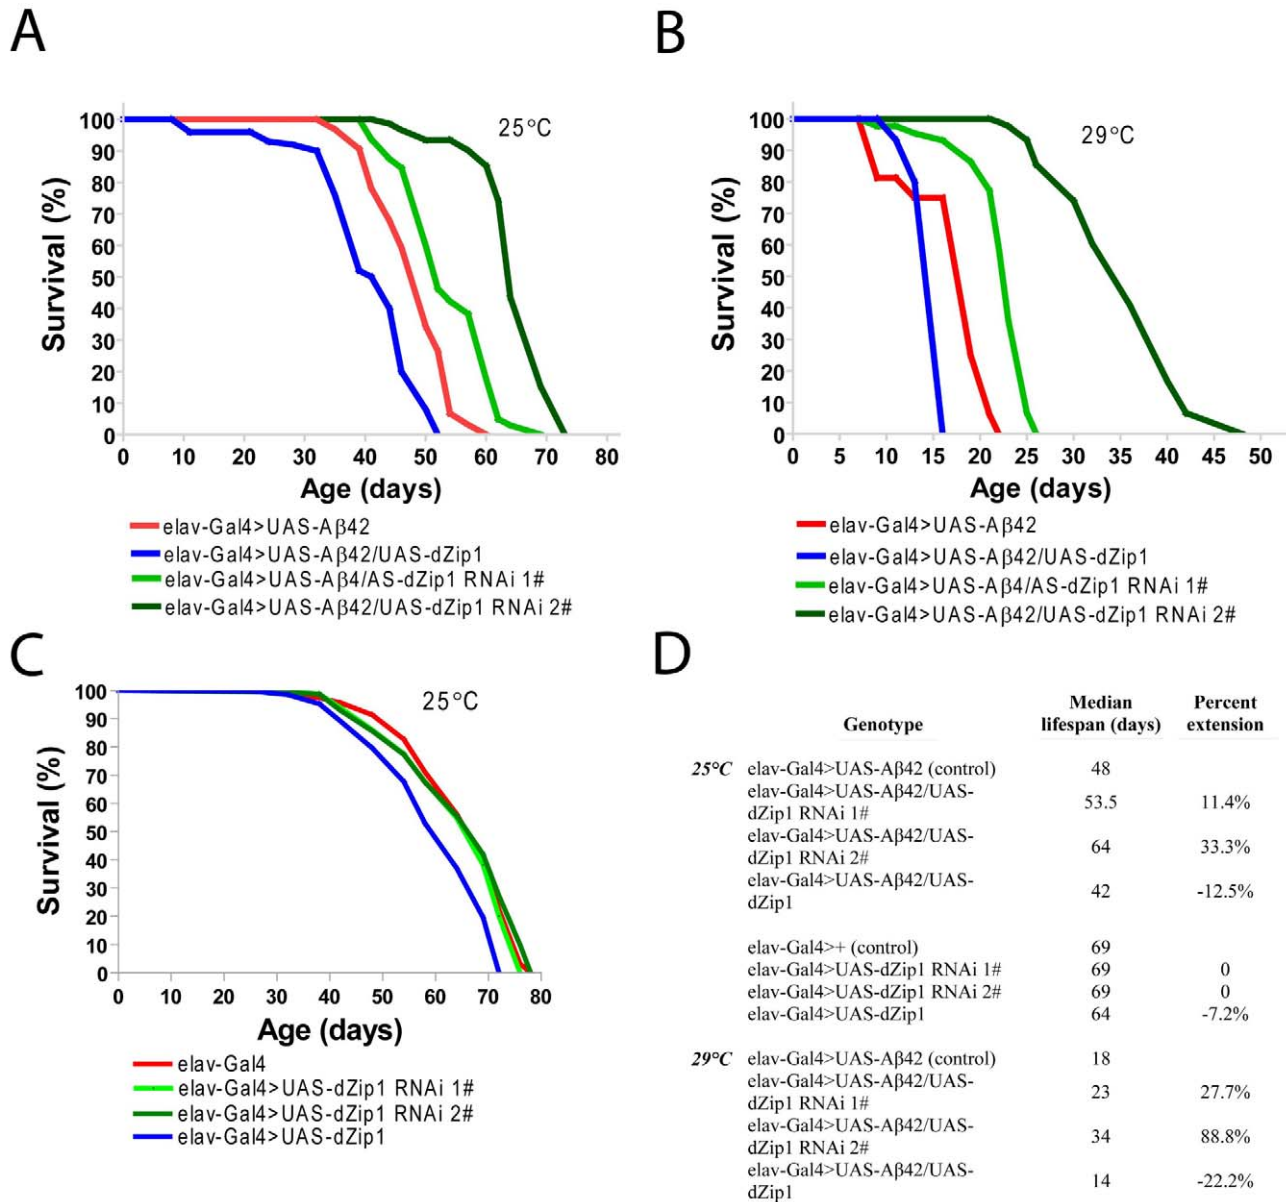 A
25°C
Survival (%)
100
90
80
70
60
50
40
30
20
10
0
0 10 20 30 40 50 60 70 80
Age (days)
elav-Gal4>UAS-Aβ42
elav-Gal4>UAS-Aβ42/UAS-dZip1
elav-Gal4>UAS-Aβ4/AS-dZip1 RNAi 1#
elav-Gal4>UAS-Aβ42/UAS-dZip1 RNAi 2#
B
29°C
Survival (%)
100
90
80
70
60
50
40
30
20
10
0
0 5 10 15 20 25 30 35 40 45 50
Age (days)
elav-Gal4>UAS-Aβ42
elav-Gal4>UAS-Aβ42/UAS-dZip1
elav-Gal4>UAS-Aβ4/AS-dZip1 RNAi 1#
elav-Gal4>UAS-Aβ42/UAS-dZip1 RNAi 2#
C
25°C
Survival (%)
100
90
80
70
60
50
40
30
20
10
0
0 10 20 30 40 50 60 70 80
Age (days)
elav-Gal4
elav-Gal4>UAS-dZip1 RNAi 1#
elav-Gal4>UAS-dZip1 RNAi 2#
elav-Gal4>UAS-dZip1
D
Genotype Median lifespan (days) Percent extension
25°C elav-Gal4>UAS-Aβ42 (control) 48
elav-Gal4>UAS-Aβ42/UAS-
dZip1 RNAi 1# 53.5 11.4%
elav-Gal4>UAS-Aβ42/UAS-
dZip1 RNAi 2# 64 33.3%
elav-Gal4>UAS-Aβ42/UAS-
dZip1 42 -12.5%
elav-Gal4>+ (control) 69
elav-Gal4>UAS-dZip1 RNAi 1# 69 0
elav-Gal4>UAS-dZip1 RNAi 2# 69 0
elav-Gal4>UAS-dZip1 64 -7.2%
29°C elav-Gal4>UAS-Aβ42 (control) 18
elav-Gal4>UAS-Aβ42/UAS-
dZip1 RNAi 1# 23 27.7%
elav-Gal4>UAS-Aβ42/UAS-
dZip1 RNAi 2# 34 88.8%
elav-Gal4>UAS-Aβ42/UAS-
dZip1 14 -22.2%